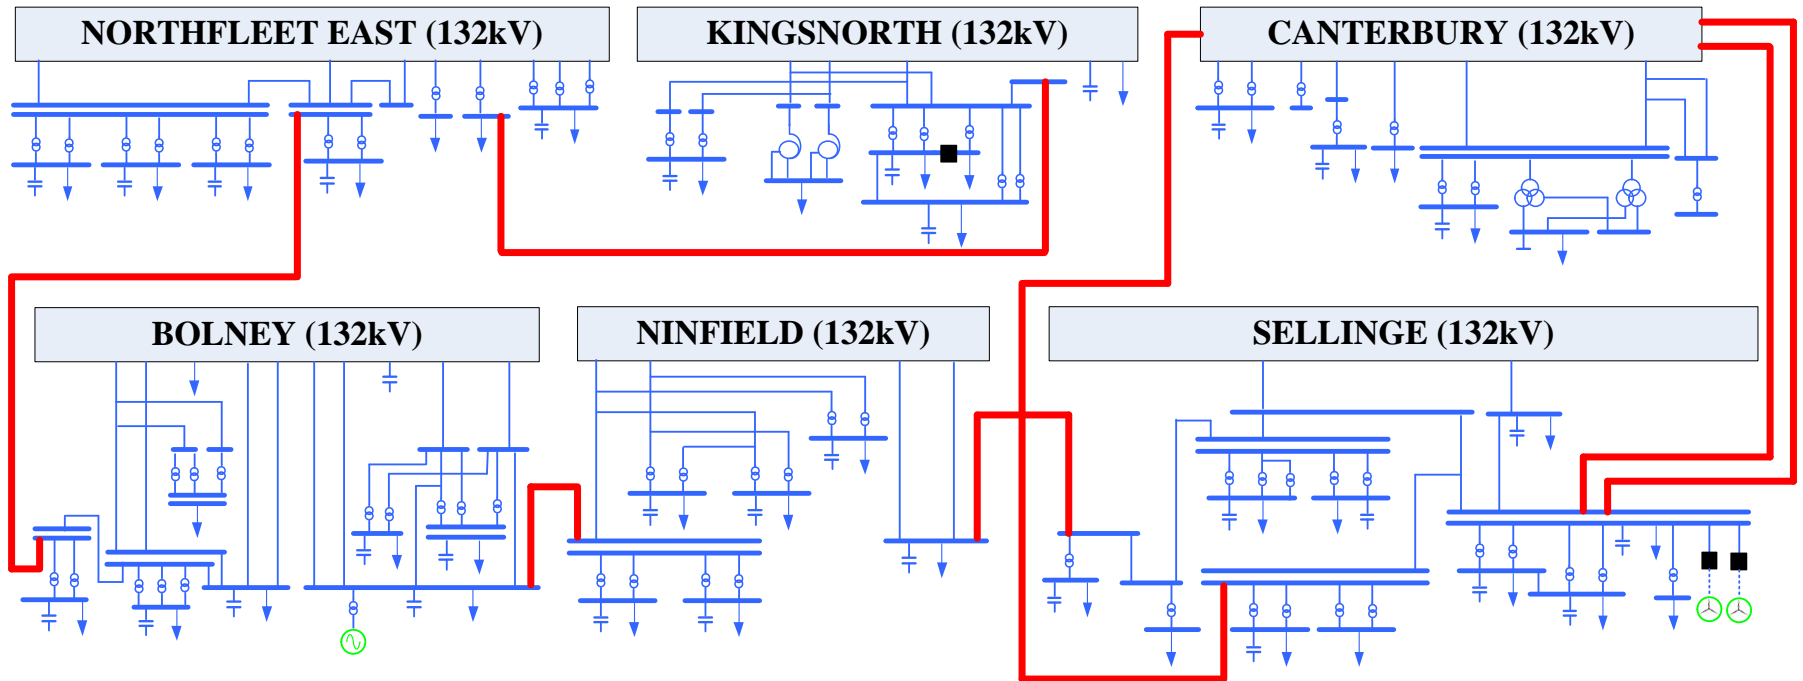 NORTHFLEET EAST (132kV)
KINGSNORTH (132kV)
CANTERBURY (132kV)
BOLNEY (132kV)
NINFIELD (132kV)
SELLINGE (132kV)